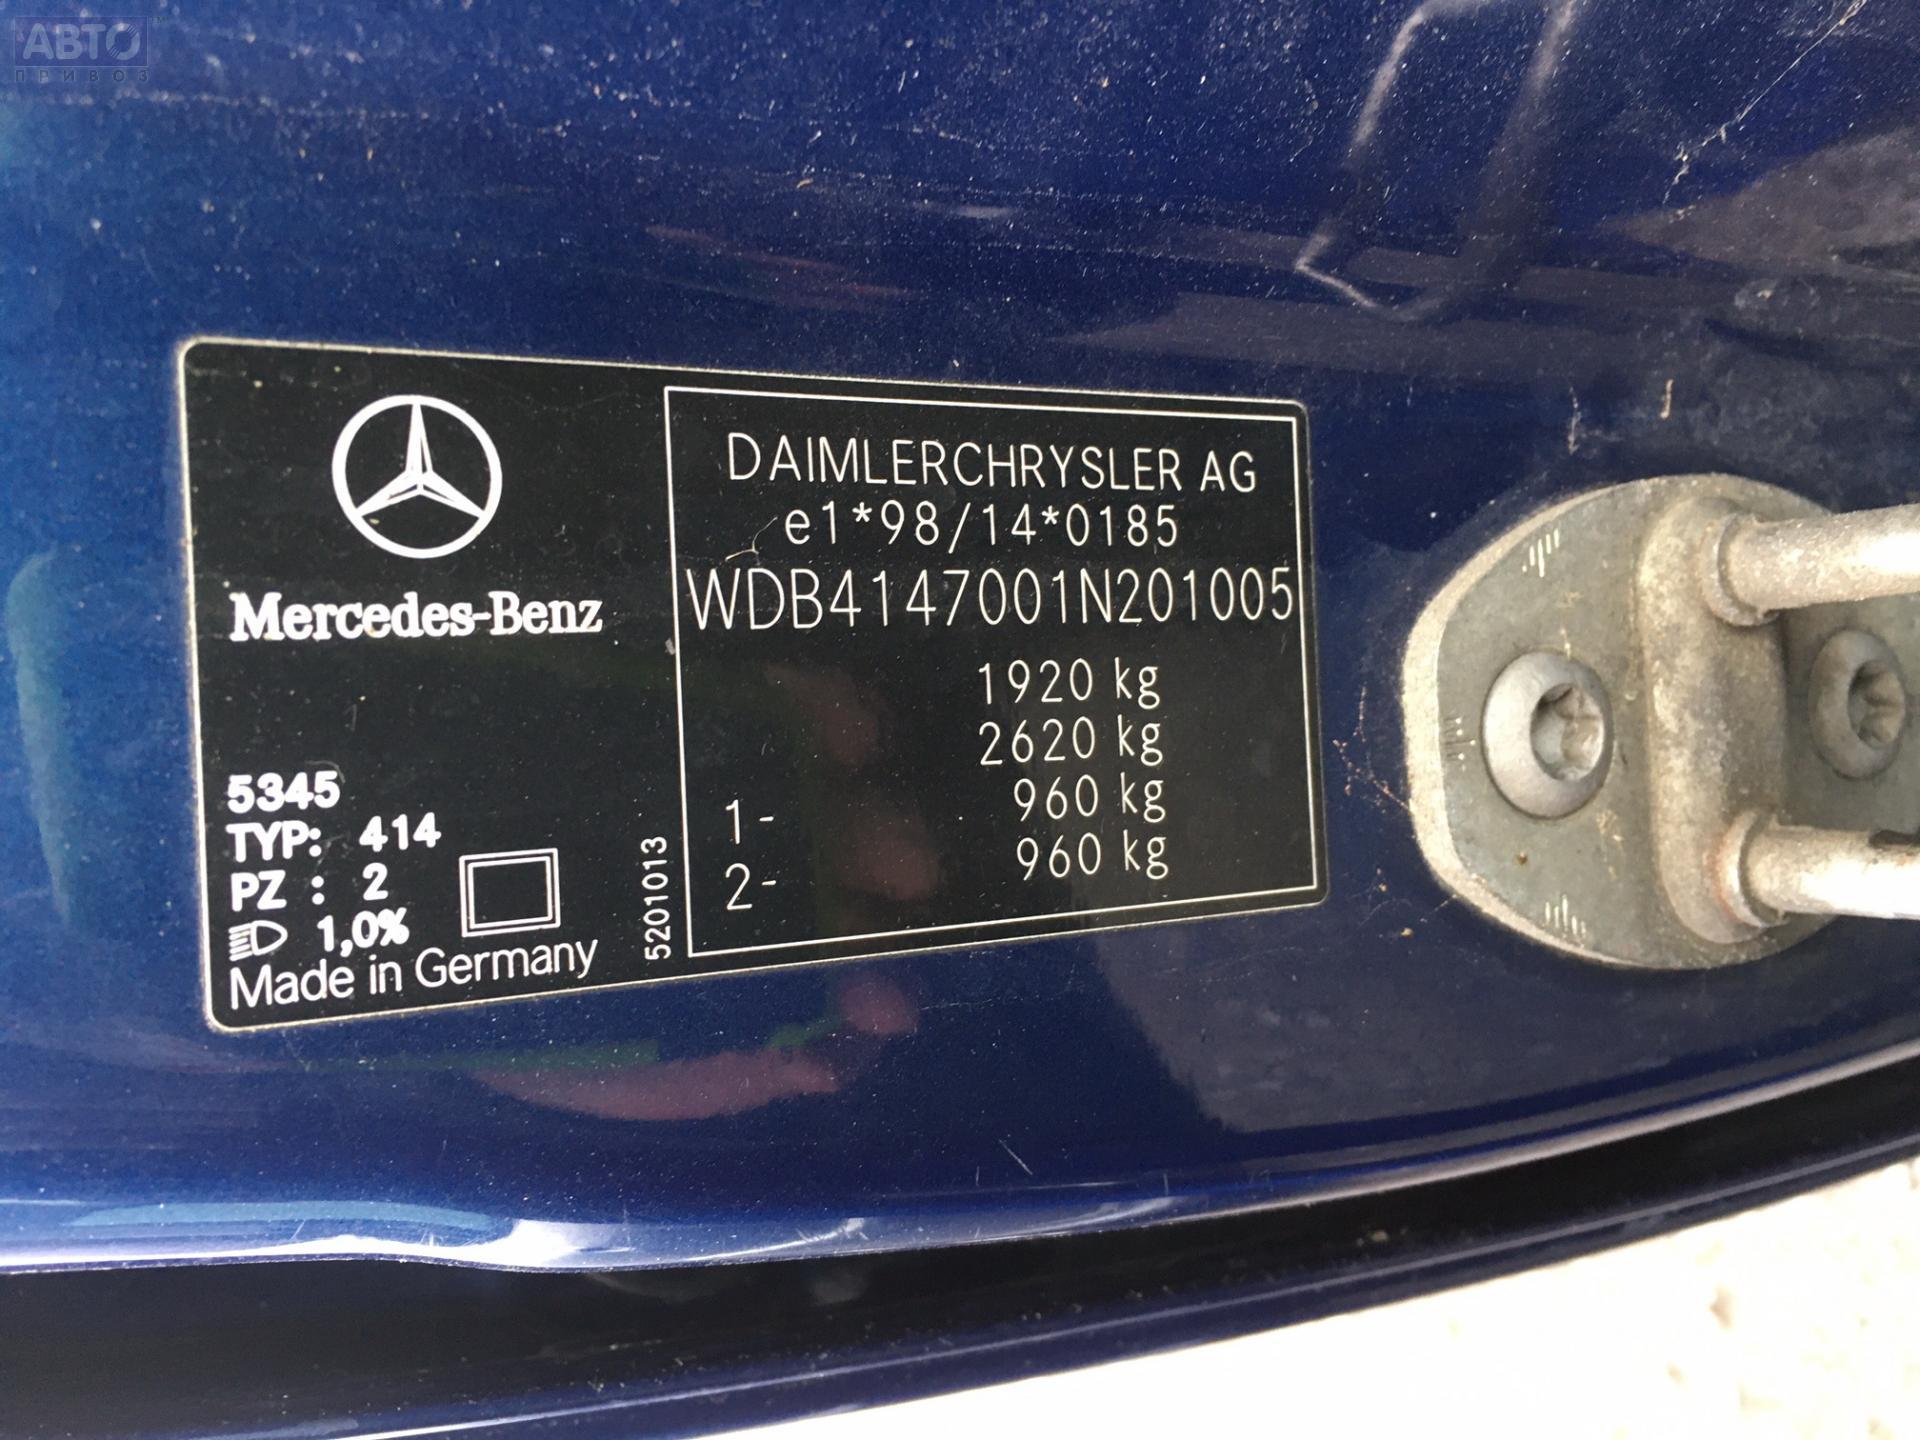 АВТО™
ПРИВОЗ
Mercedes-Benz
5345
TYP: 414
PZ : 2
1,0%
Made in Germany
5201013
DAIMLERCHRYSLER AG
e1*98/14*0185
WDB4147001N201005
1920 kg
2620 kg
1- 960 kg
2- 960 kg